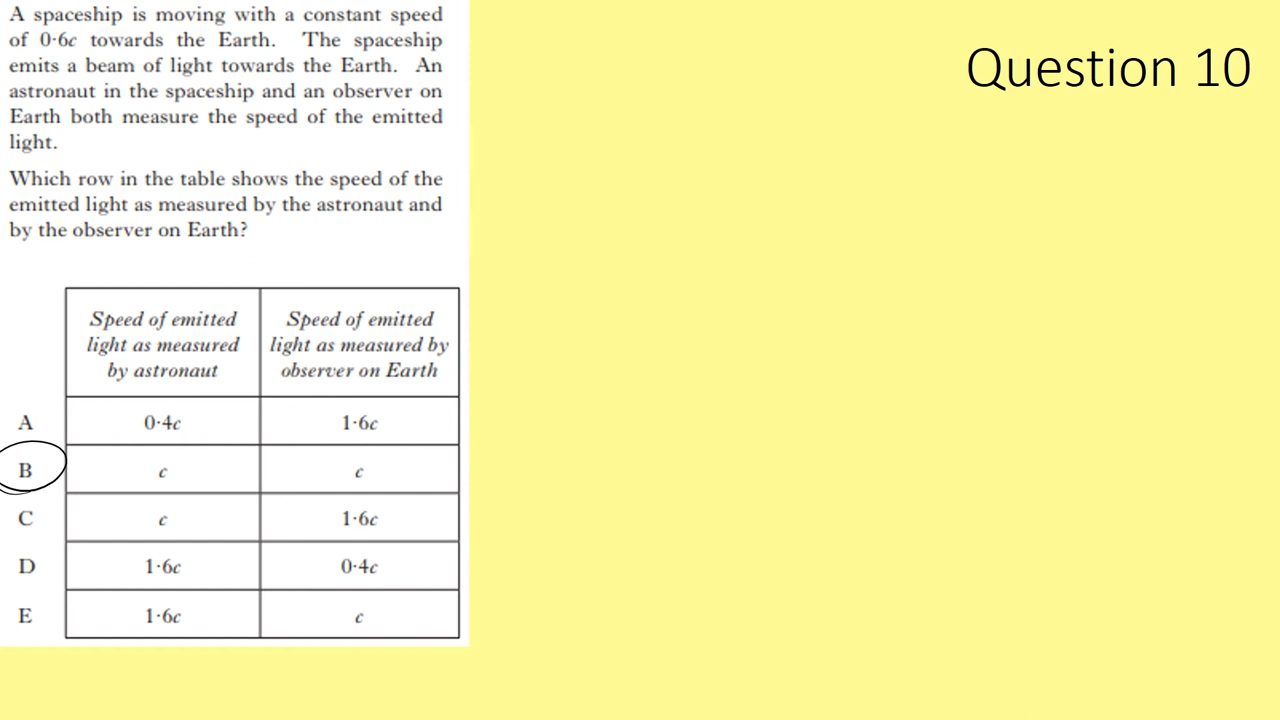 A spaceship is moving with a constant speed
of 0·6c towards the Earth. The spaceship
emits a beam of light towards the Earth. An
astronaut in the spaceship and an observer on
Earth both measure the speed of the emitted
light.
Which row in the table shows the speed of the
emitted light as measured by the astronaut and
by the observer on Earth?
Question 10
Speed of emitted
light as measured
by astronaut
Speed of emitted
light as measured by
observer on Earth
A 0·4c 1·6c
B c c
C c 1·6c
D 1·6c 0·4c
E 1·6c c